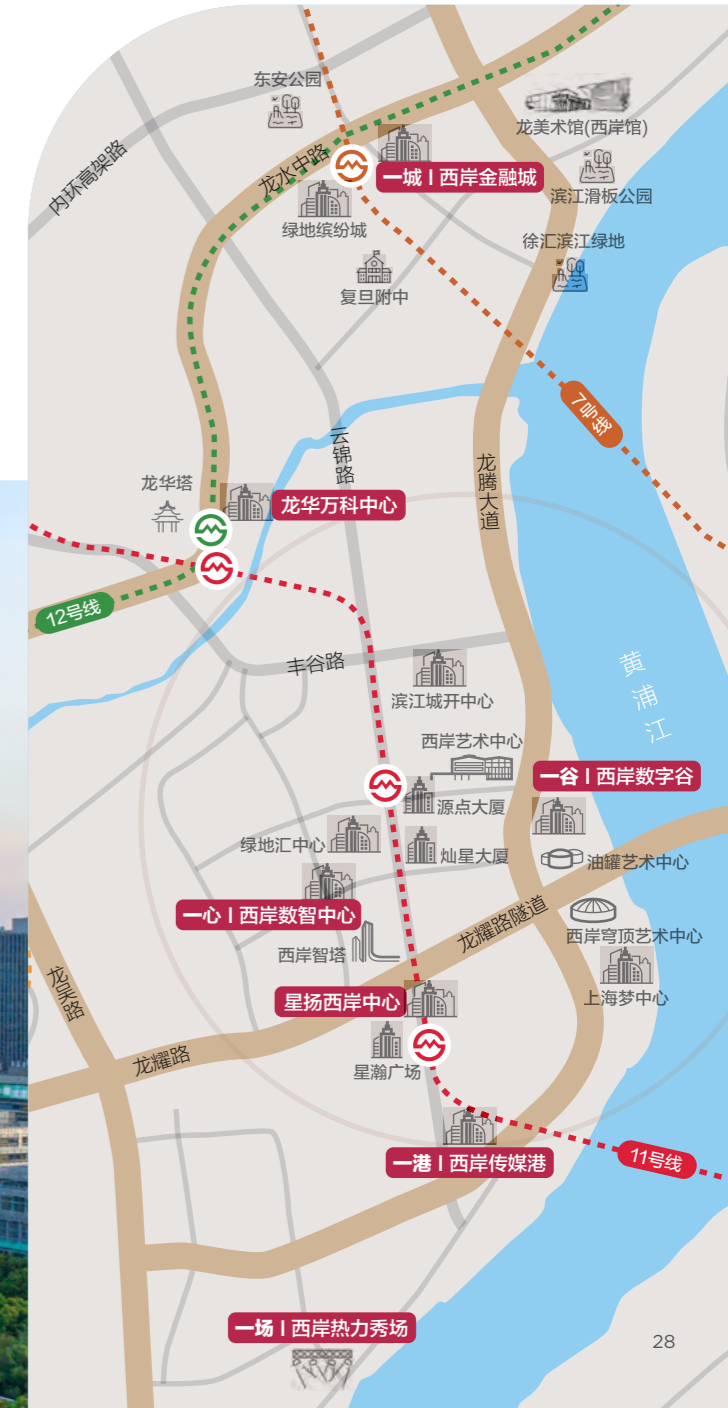 东安公园
龙美术馆(西岸馆)
内环高架路
龙水中路
一城 | 西岸金融城
滨江滑板公园
绿地缤纷城
徐汇滨江绿地
复旦附中
7号线
云锦路
龙腾大道
龙华塔
龙华万科中心
12号线
丰谷路
黄浦江
滨江城开中心
西岸艺术中心
一谷 | 西岸数字谷
源点大厦
绿地汇中心
灿星大厦
油罐艺术中心
一心 | 西岸数智中心
龙耀路隧道
西岸穹顶艺术中心
西岸智塔
龙吴路
上海梦中心
星扬西岸中心
龙耀路
星瀚广场
一港 | 西岸传媒港
11号线
一场 | 西岸热力秀场
28